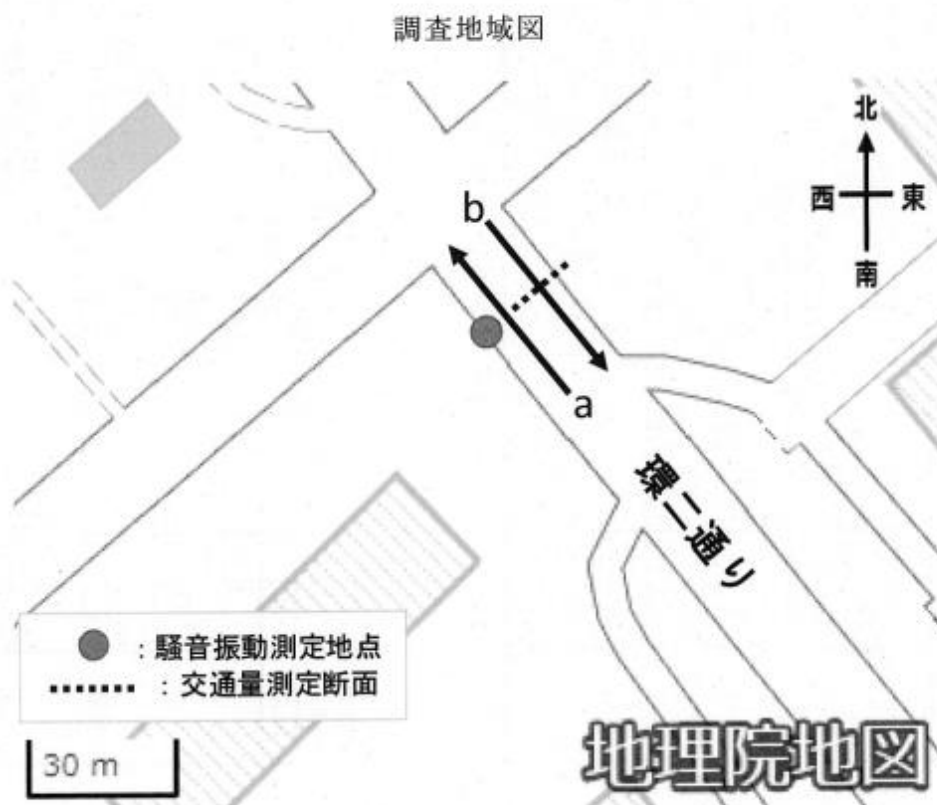 調査地域図
北
西
東
南
b
a
環二通り
：騒音振動測定地点
：交通量測定断面
30 m
地理院地図